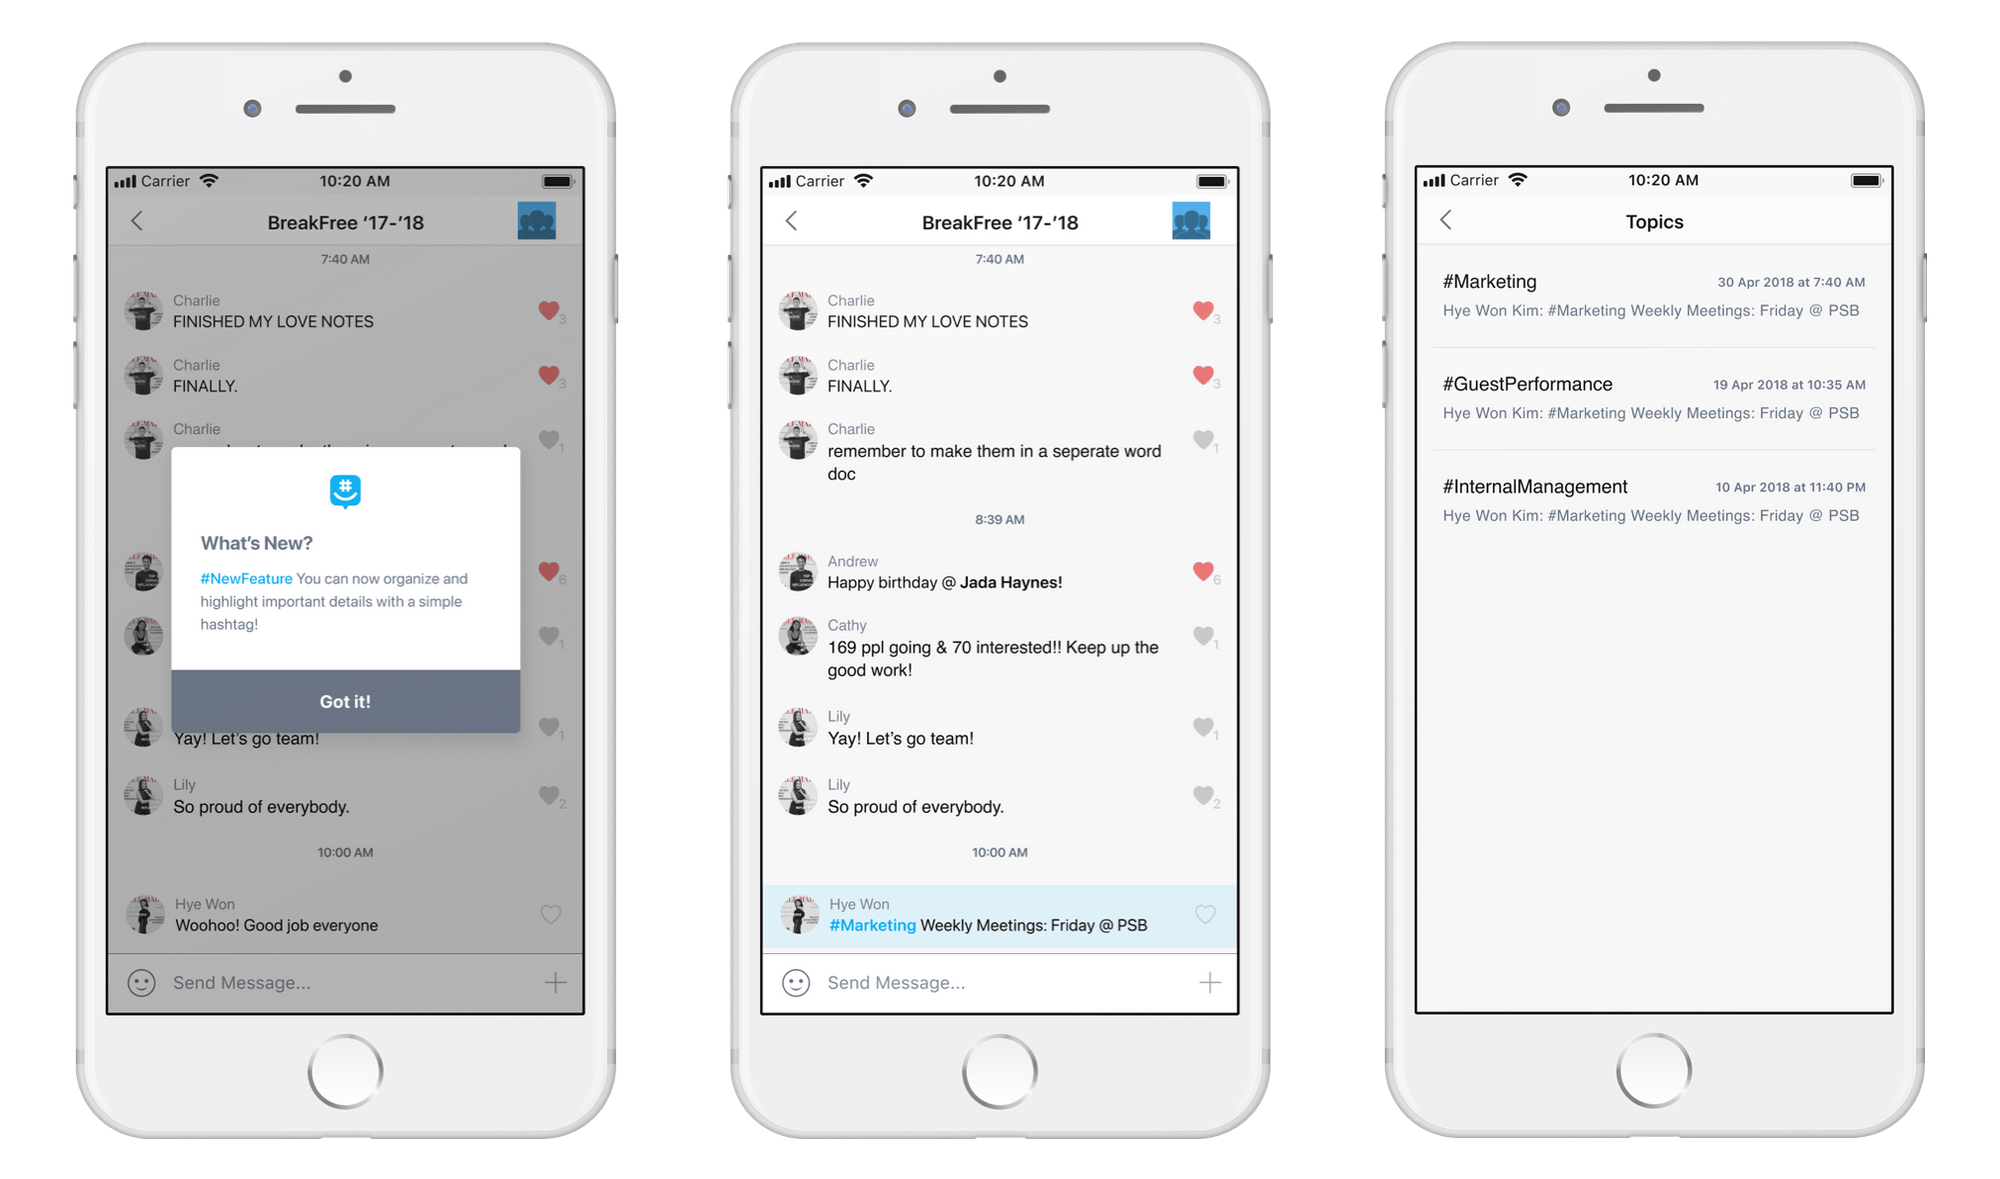 Carrier 10:20 AM
BreakFree ‘17-‘18
7:40 AM
Charlie
FINISHED MY LOVE NOTES
3
Charlie
FINALLY.
3
Charlie
1
#
What’s New?
#NewFeature You can now organize and
highlight important details with a simple
hashtag!
Got it!
6
1
1
Yay! Let’s go team!
Lily
So proud of everybody.
2
10:00 AM
Hye Won
Woohoo! Good job everyone
Send Message...
Carrier 10:20 AM
BreakFree ‘17-‘18
7:40 AM
Charlie
FINISHED MY LOVE NOTES
3
Charlie
FINALLY.
3
Charlie
remember to make them in a seperate word
doc
1
8:39 AM
Andrew
Happy birthday @ Jada Haynes!
6
Cathy
169 ppl going & 70 interested!! Keep up the
good work!
1
Lily
Yay! Let’s go team!
1
Lily
So proud of everybody.
2
10:00 AM
Hye Won
#Marketing Weekly Meetings: Friday @ PSB
Send Message...
Carrier 10:20 AM
Topics
#Marketing 30 Apr 2018 at 7:40 AM
Hye Won Kim: #Marketing Weekly Meetings: Friday @ PSB
#GuestPerformance 19 Apr 2018 at 10:35 AM
Hye Won Kim: #Marketing Weekly Meetings: Friday @ PSB
#InternalManagement 10 Apr 2018 at 11:40 PM
Hye Won Kim: #Marketing Weekly Meetings: Friday @ PSB